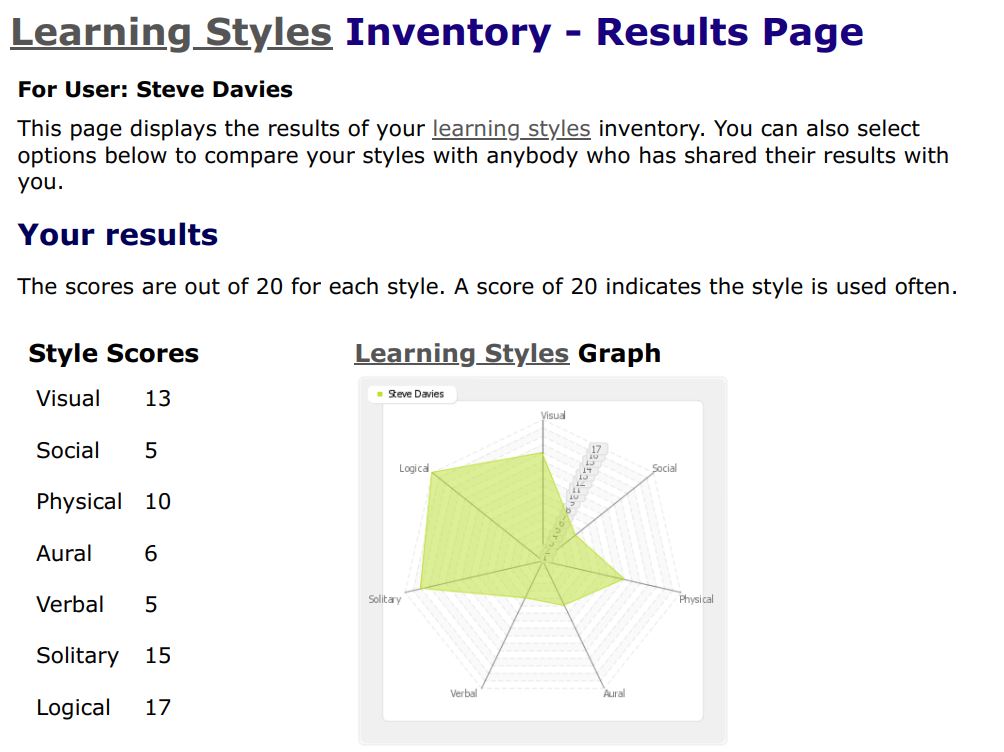 Learning Styles Inventory - Results Page
For User: Steve Davies
This page displays the results of your learning styles inventory. You can also select
options below to compare your styles with anybody who has shared their results with
you.
Your results
The scores are out of 20 for each style. A score of 20 indicates the style is used often.
Style Scores
Visual 13
Social 5
Physical 10
Aural 6
Verbal 5
Solitary 15
Logical 17
Learning Styles Graph
Steve Davies
Visual
17
Logical
Social
Solitary
Physical
Verbal
Aural